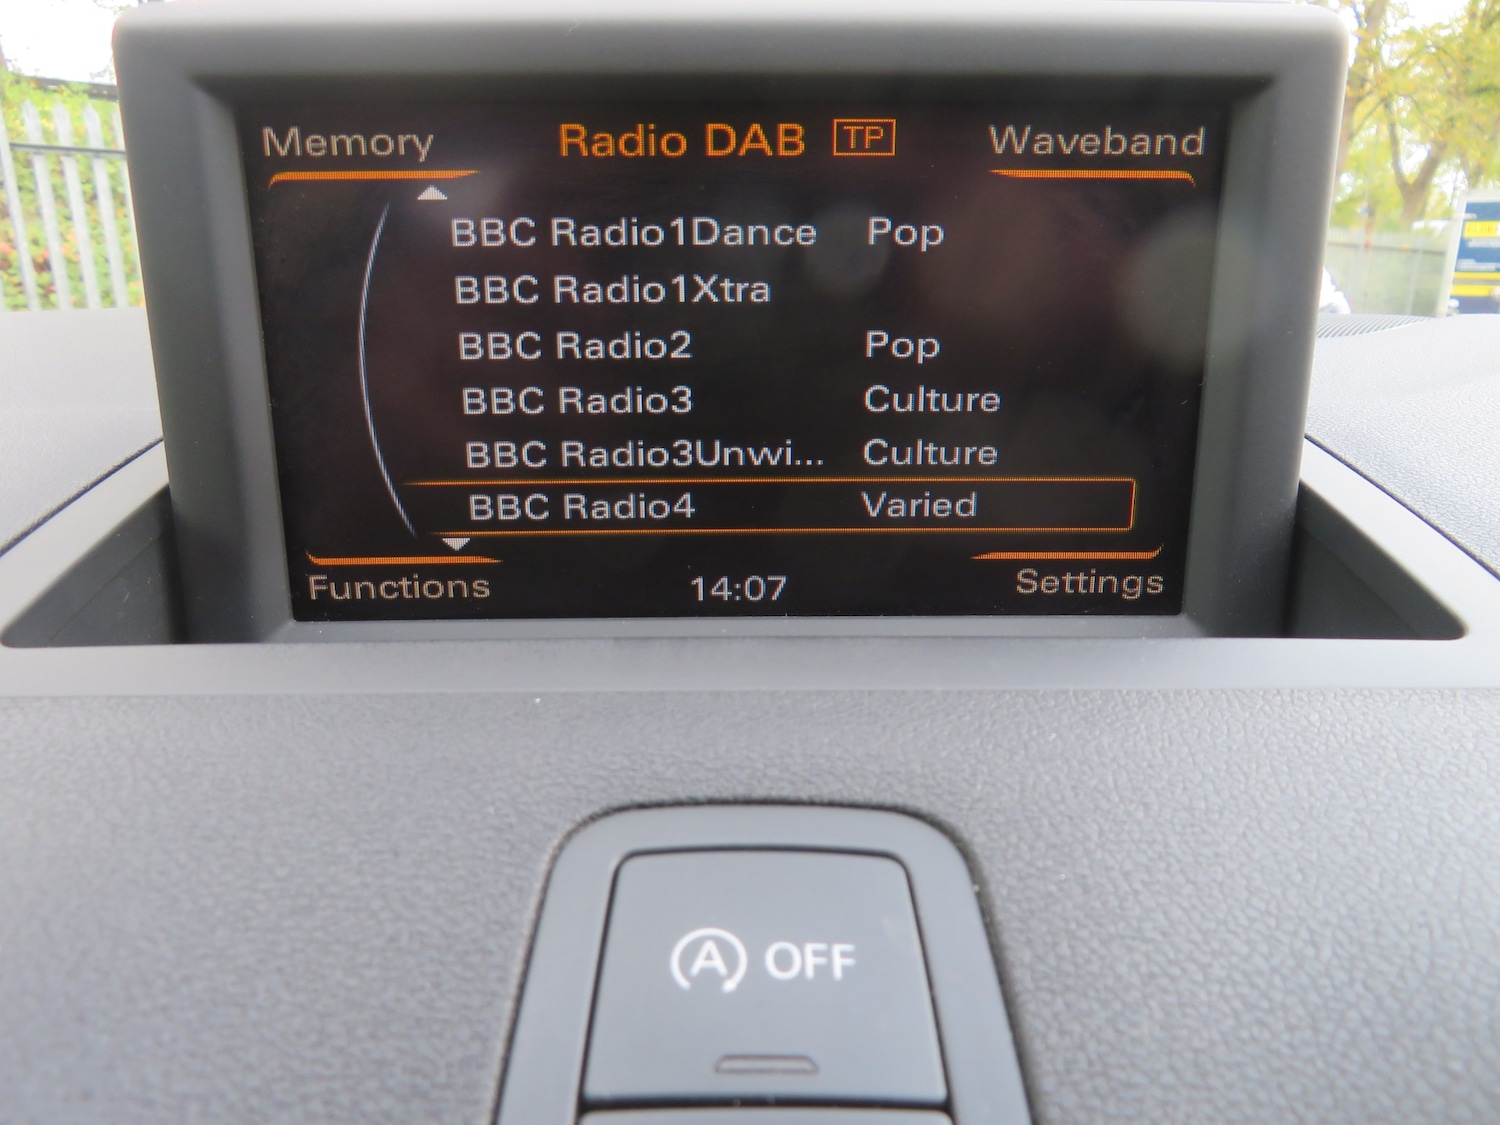 Memory Radio DAB TP Waveband
BBC Radio1Dance Pop
BBC Radio1Xtra
BBC Radio2 Pop
BBC Radio3 Culture
BBC Radio3Unwi... Culture
BBC Radio4 Varied
Functions 14:07 Settings
A OFF